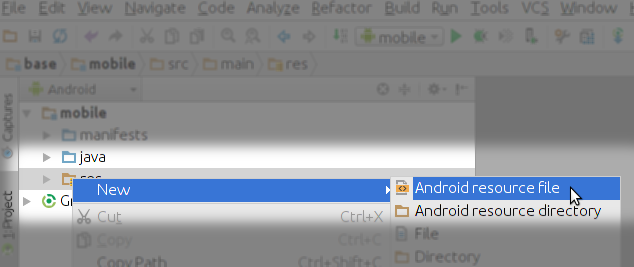 File Edit View Navigate Code Analyze Refactor Build Run Tools VCS Window
mobile
base mobile src main res
Android
mobile
manifests
java
New
Android resource file
Cut Ctrl+X
Android resource directory
Copy Ctrl+C
File
Copy Path Ctrl+Shift+C
Directory
Captures
1: Project